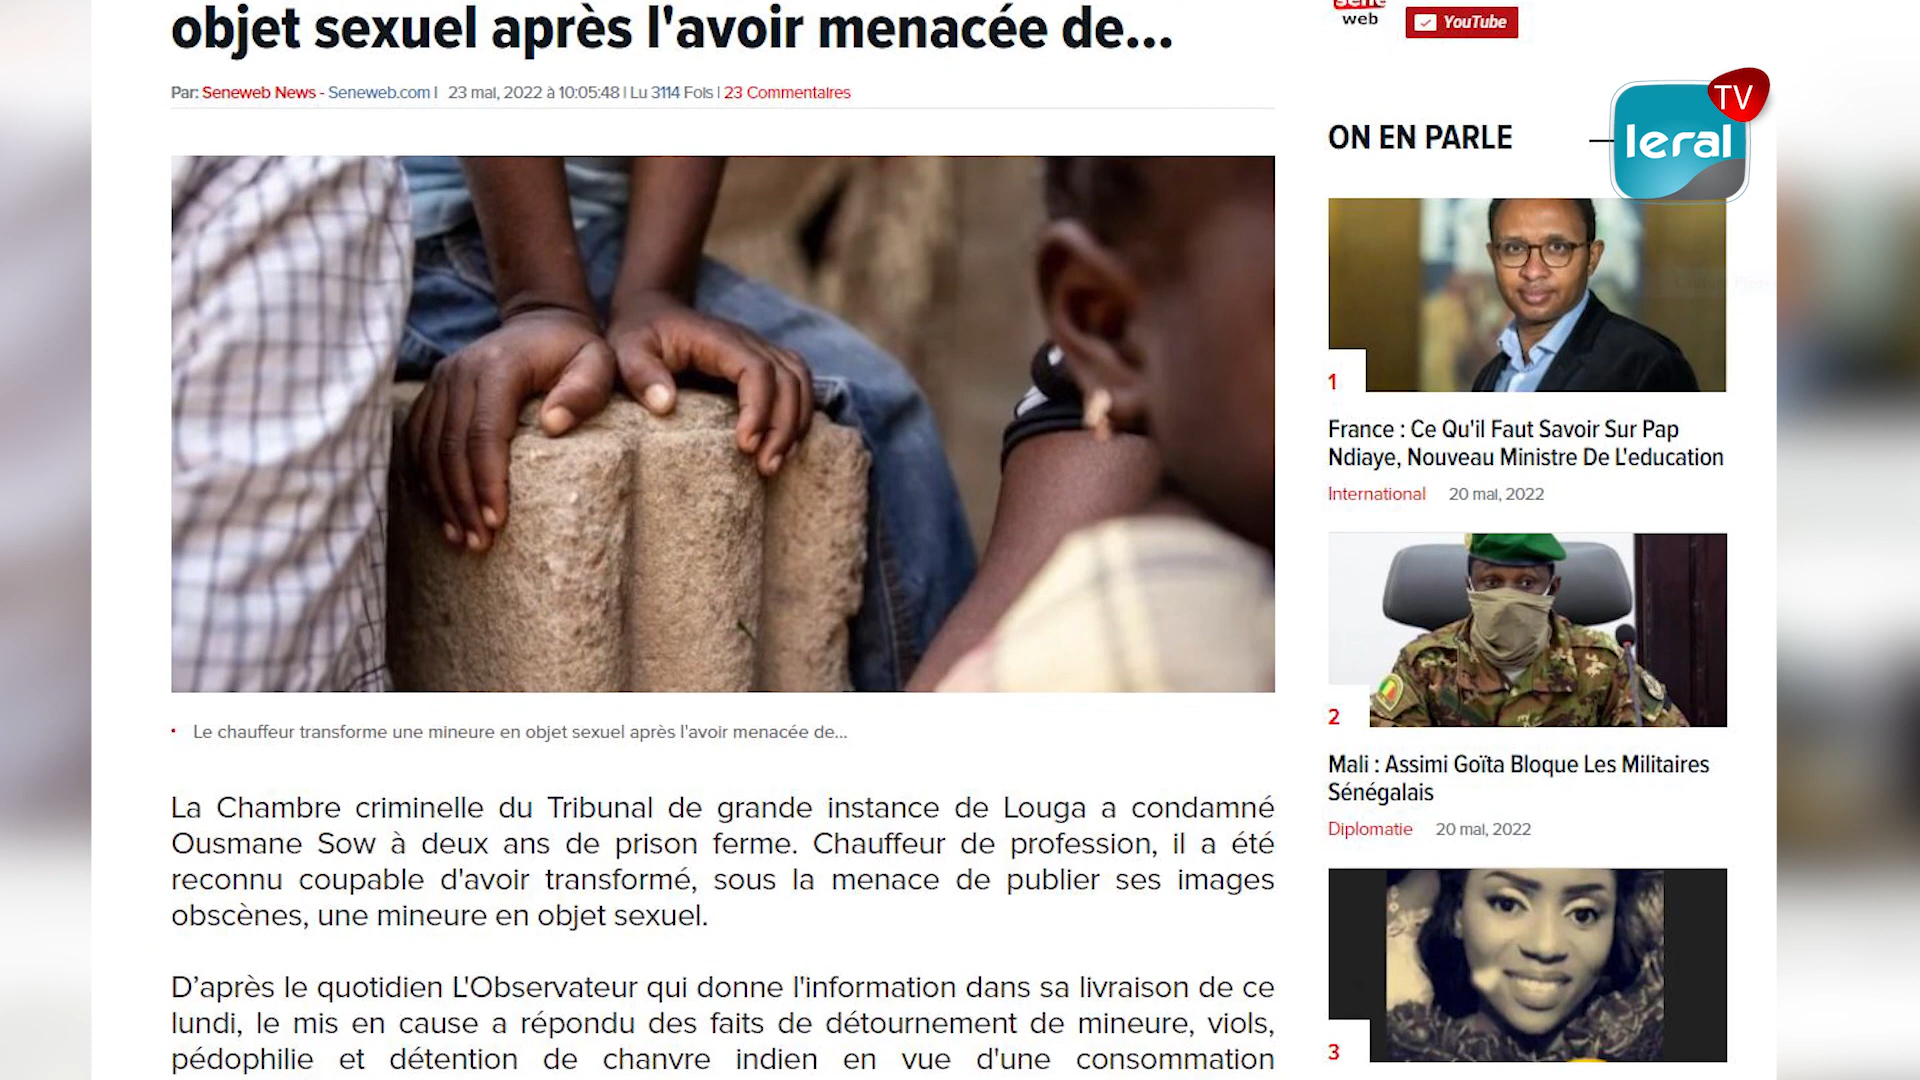 objet sexuel après l'avoir menacée de...
Par: Seneweb News - Seneweb.com | 23 mai, 2022 à 10:05:48 | Lu 3114 Fois | 23 Commentaires
Le chauffeur transforme une mineure en objet sexuel après l'avoir menacée de...
La Chambre criminelle du Tribunal de grande instance de Louga a condamné
Ousmane Sow à deux ans de prison ferme. Chauffeur de profession, il a été
reconnu coupable d'avoir transformé, sous la menace de publier ses images
obscènes, une mineure en objet sexuel.
D’après le quotidien L'Observateur qui donne l'information dans sa livraison de ce
lundi, le mis en cause a répondu des faits de détournement de mineure, viols,
pédophilie et détention de chanvre indien en vue d'une consommation
sene
web
YouTube
leral TV
ON EN PARLE
1
France : Ce Qu'il Faut Savoir Sur Pap
Ndiaye, Nouveau Ministre De L'education
International 20 mai, 2022
2
Mali : Assimi Goïta Bloque Les Militaires
Sénégalais
Diplomatie 20 mai, 2022
3